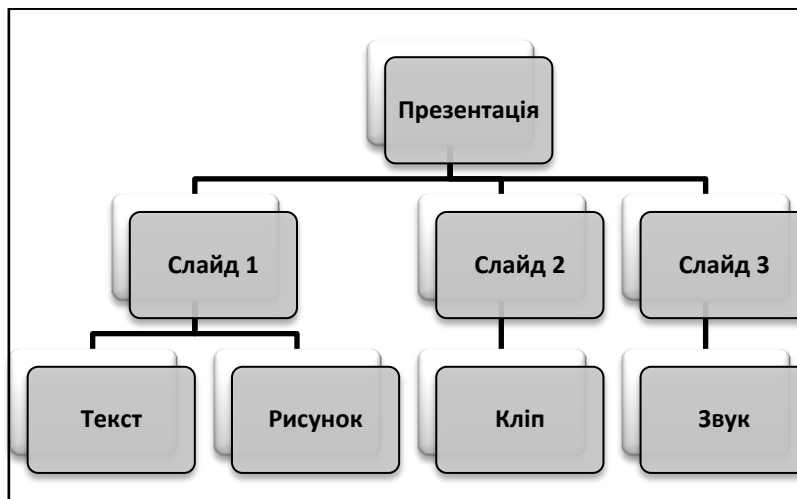 Презентація
Слайд 1
Слайд 2
Слайд 3
Текст
Рисунок
Кліп
Звук